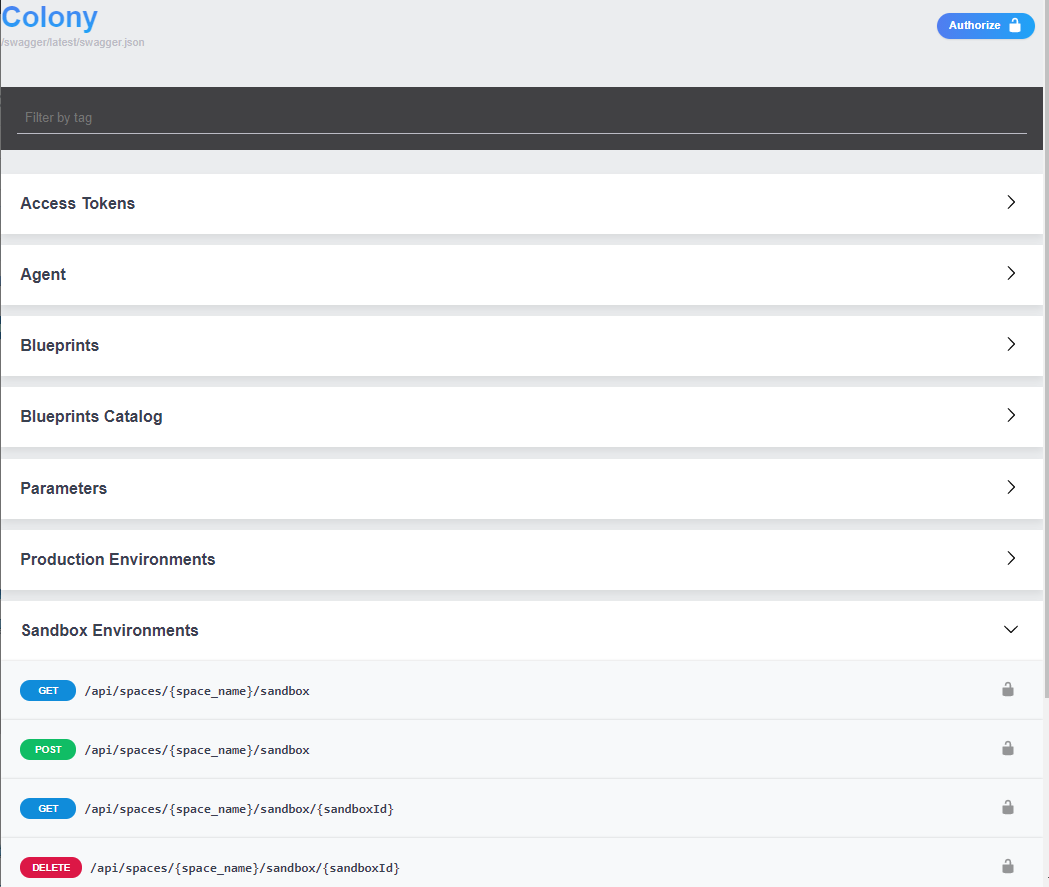 Colony
/swagger/latest/swagger.json
Authorize
Filter by tag
Access Tokens
Agent
Blueprints
Blueprints Catalog
Parameters
Production Environments
Sandbox Environments
GET /api/spaces/{space_name}/sandbox
POST /api/spaces/{space_name}/sandbox
GET /api/spaces/{space_name}/sandbox/{sandboxId}
DELETE /api/spaces/{space_name}/sandbox/{sandboxId}